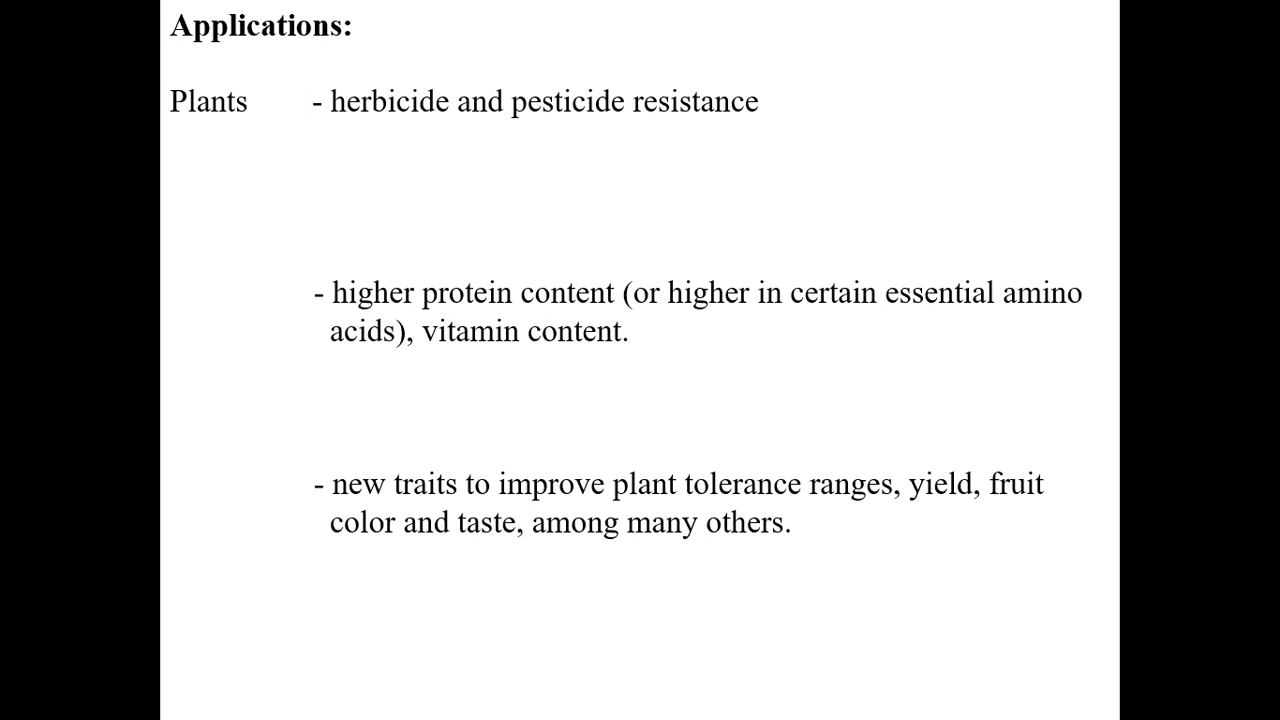 Applications:
Plants - herbicide and pesticide resistance
- higher protein content (or higher in certain essential amino
acids), vitamin content.
- new traits to improve plant tolerance ranges, yield, fruit
color and taste, among many others.